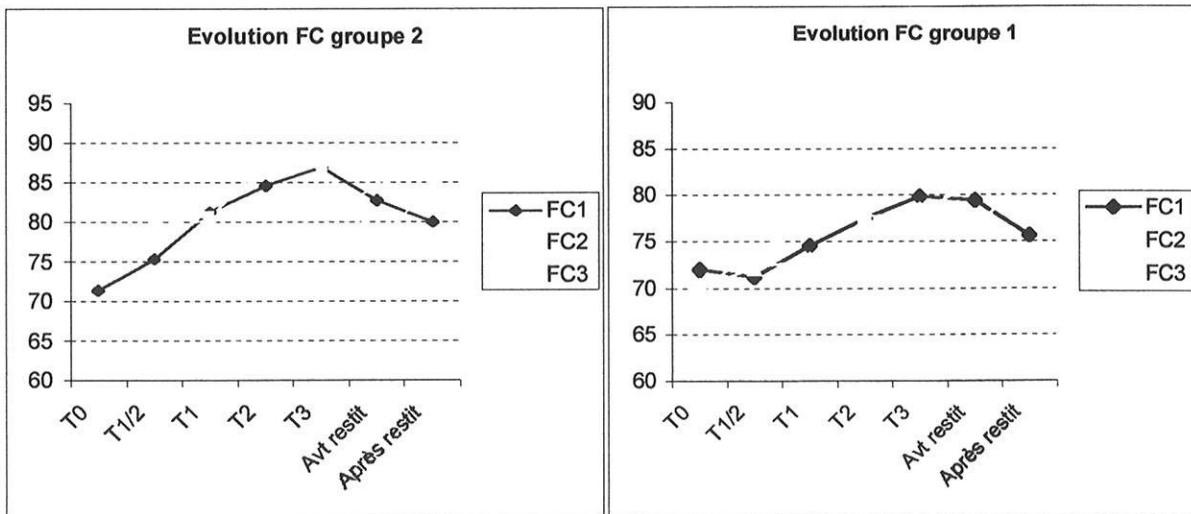 Evolution FC groupe 2
95
90
85
80
75
70
65
60
T0
T1/2
T1
T2
T3
Avt restit
Après restit
FC1
FC2
FC3
Evolution FC groupe 1
90
85
80
75
70
65
60
T0
T1/2
T1
T2
T3
Avt restit
Après restit
FC1
FC2
FC3